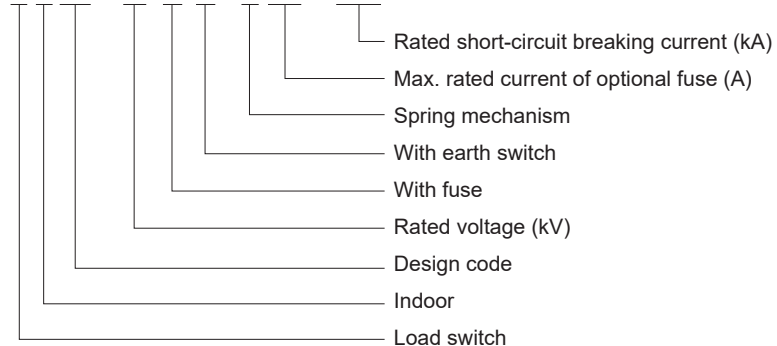 Rated short-circuit breaking current (kA)
Max. rated current of optional fuse (A)
Spring mechanism
With earth switch
With fuse
Rated voltage (kV)
Design code
Indoor
Load switch